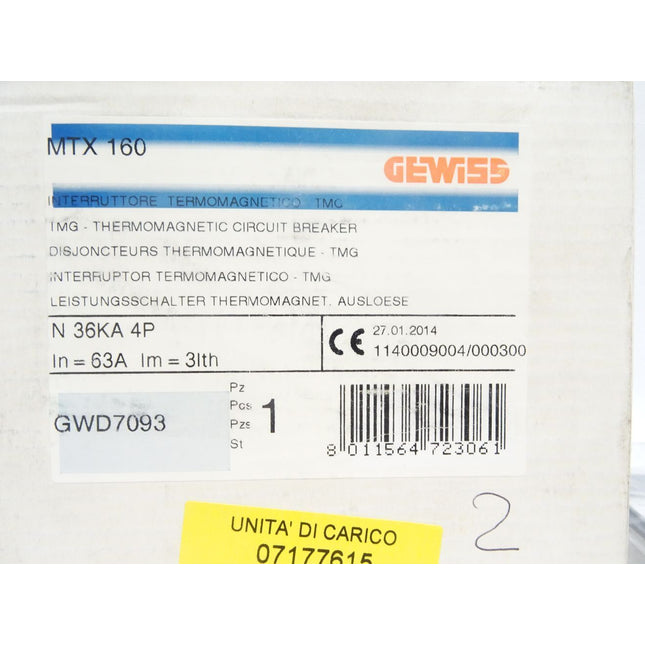 MTX 160
GEWiSS
INTERRUTTORE TERMOMAGNETICO - TMG
TMG - THERMOMAGNETIC CIRCUIT BREAKER
DISJONCTEURS THERMOMAGNETIQUE - TMG
INTERRUPTOR TERMOMAGNETICO - TMG
LEISTUNGSSCHALTER THERMOMAGNET. AUSLOESE
N 36KA 4P
In = 63A Im = 3Ith
CE
27.01.2014
1140009004/000300
GWD7093
Pz
Pcs
Pzs
St
1
8 011564 723061
2
UNITA' DI CARICO
07177615